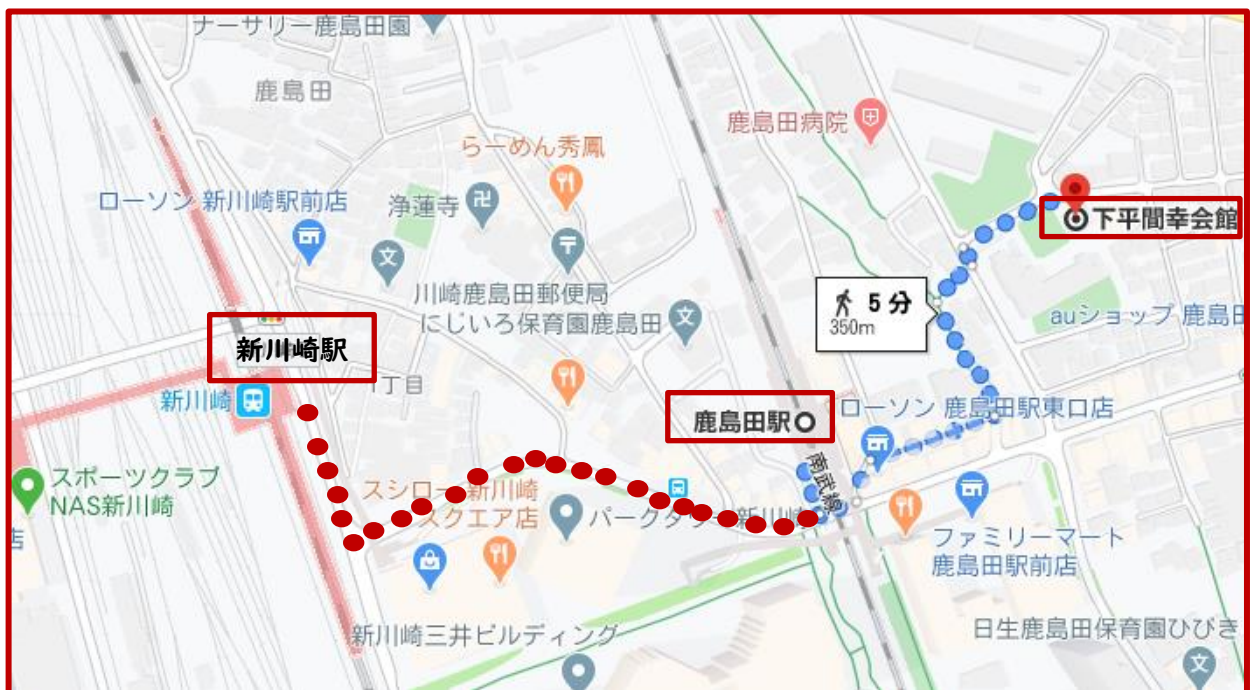 ナーサリー鹿島田園
鹿島田
鹿島田病院
らーめん秀鳳
ローソン 新川崎駅前店
浄蓮寺
下平間幸会館
川崎鹿島田郵便局
にじいろ保育園鹿島田
5 分
350m
auショップ 鹿島田
新川崎駅
1丁目
新川崎
鹿島田駅
ローソン 鹿島田駅東口店
南武線
スポーツクラブ
NAS新川崎
スシロー 新川崎
スクエア店
パークタワー新川崎
店
ファミリーマート
鹿島田駅前店
新川崎三井ビルディング
日生鹿島田保育園ひびき